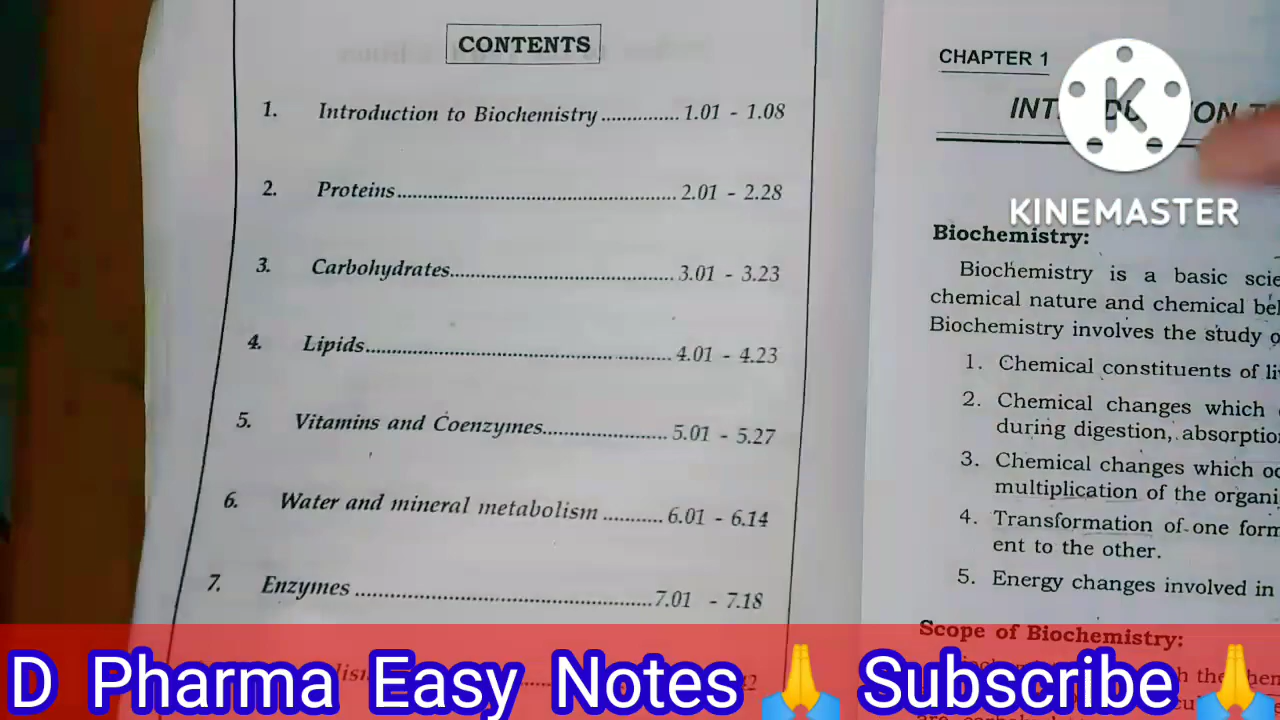 CONTENTS
1. Introduction to Biochemistry............... 1.01 - 1.08
2. Proteins........................................................ 2.01 - 2.28
3. Carbohydrates............................................. 3.01 - 3.23
4. Lipids............................................................. 4.01 - 4.23
5. Vitamins and Coenzymes......................... 5.01 - 5.27
6. Water and mineral metabolism ............ 6.01 - 6.14
7. Enzymes ......................................................7.01 - 7.18
CHAPTER 1
KINEMASTER
Biochemistry:
Biochemistry is a basic
chemical nature and chemical
Biochemistry involves the study
1. Chemical constituents of
2. Chemical changes which
during digestion,
3. Chemical changes which
multiplication of the
4. Transformation of one
ent to the other.
5. Energy changes involved in
Scope of Biochemistry:
D Pharma Easy Notes🙏 Subscribe 🙏